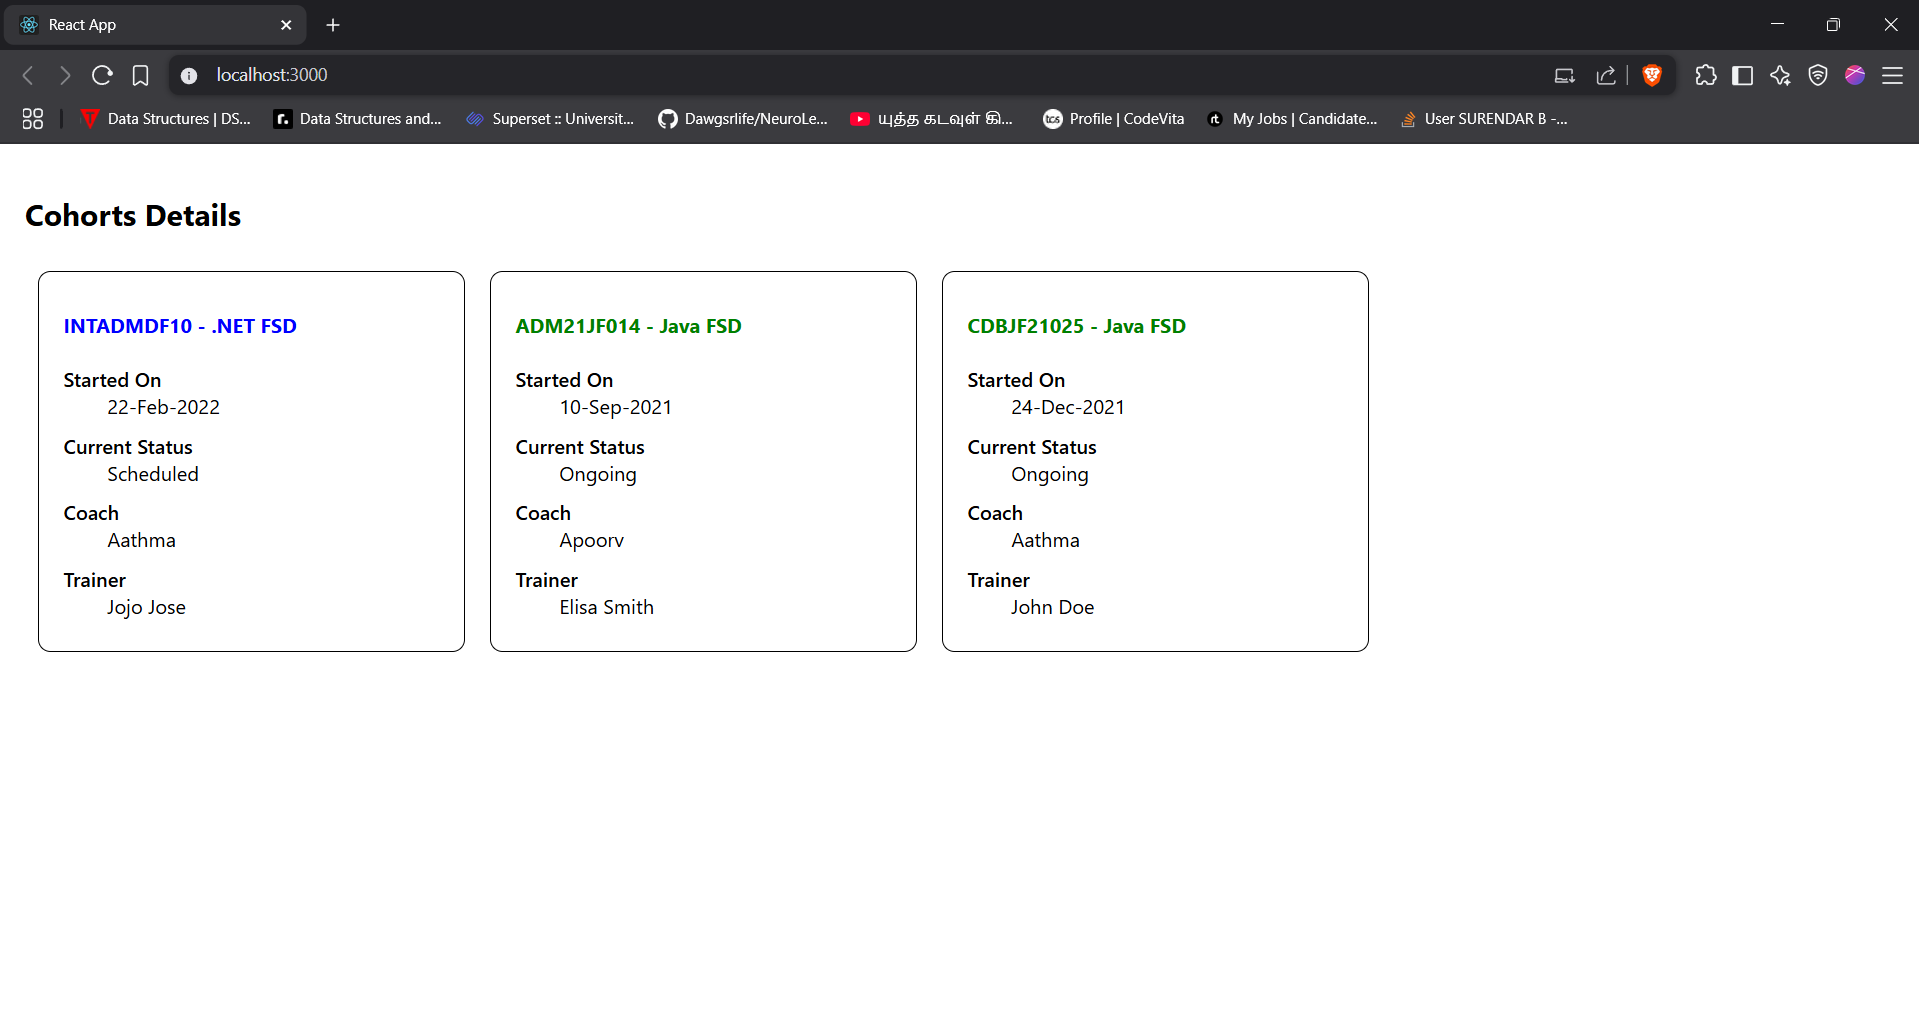 React App
localhost:3000
Data Structures | DS...
Data Structures and...
Superset :: Universit...
Dawgsrlife/NeuroLe...
யுத்த கடவுள் கி...
tcs
Profile | CodeVita
rt
My Jobs | Candidate...
User SURENDAR B -...
Cohorts Details
INTADMDF10 - .NET FSD
Started On
22-Feb-2022
Current Status
Scheduled
Coach
Aathma
Trainer
Jojo Jose
ADM21JF014 - Java FSD
Started On
10-Sep-2021
Current Status
Ongoing
Coach
Apoorv
Trainer
Elisa Smith
CDBJF21025 - Java FSD
Started On
24-Dec-2021
Current Status
Ongoing
Coach
Aathma
Trainer
John Doe